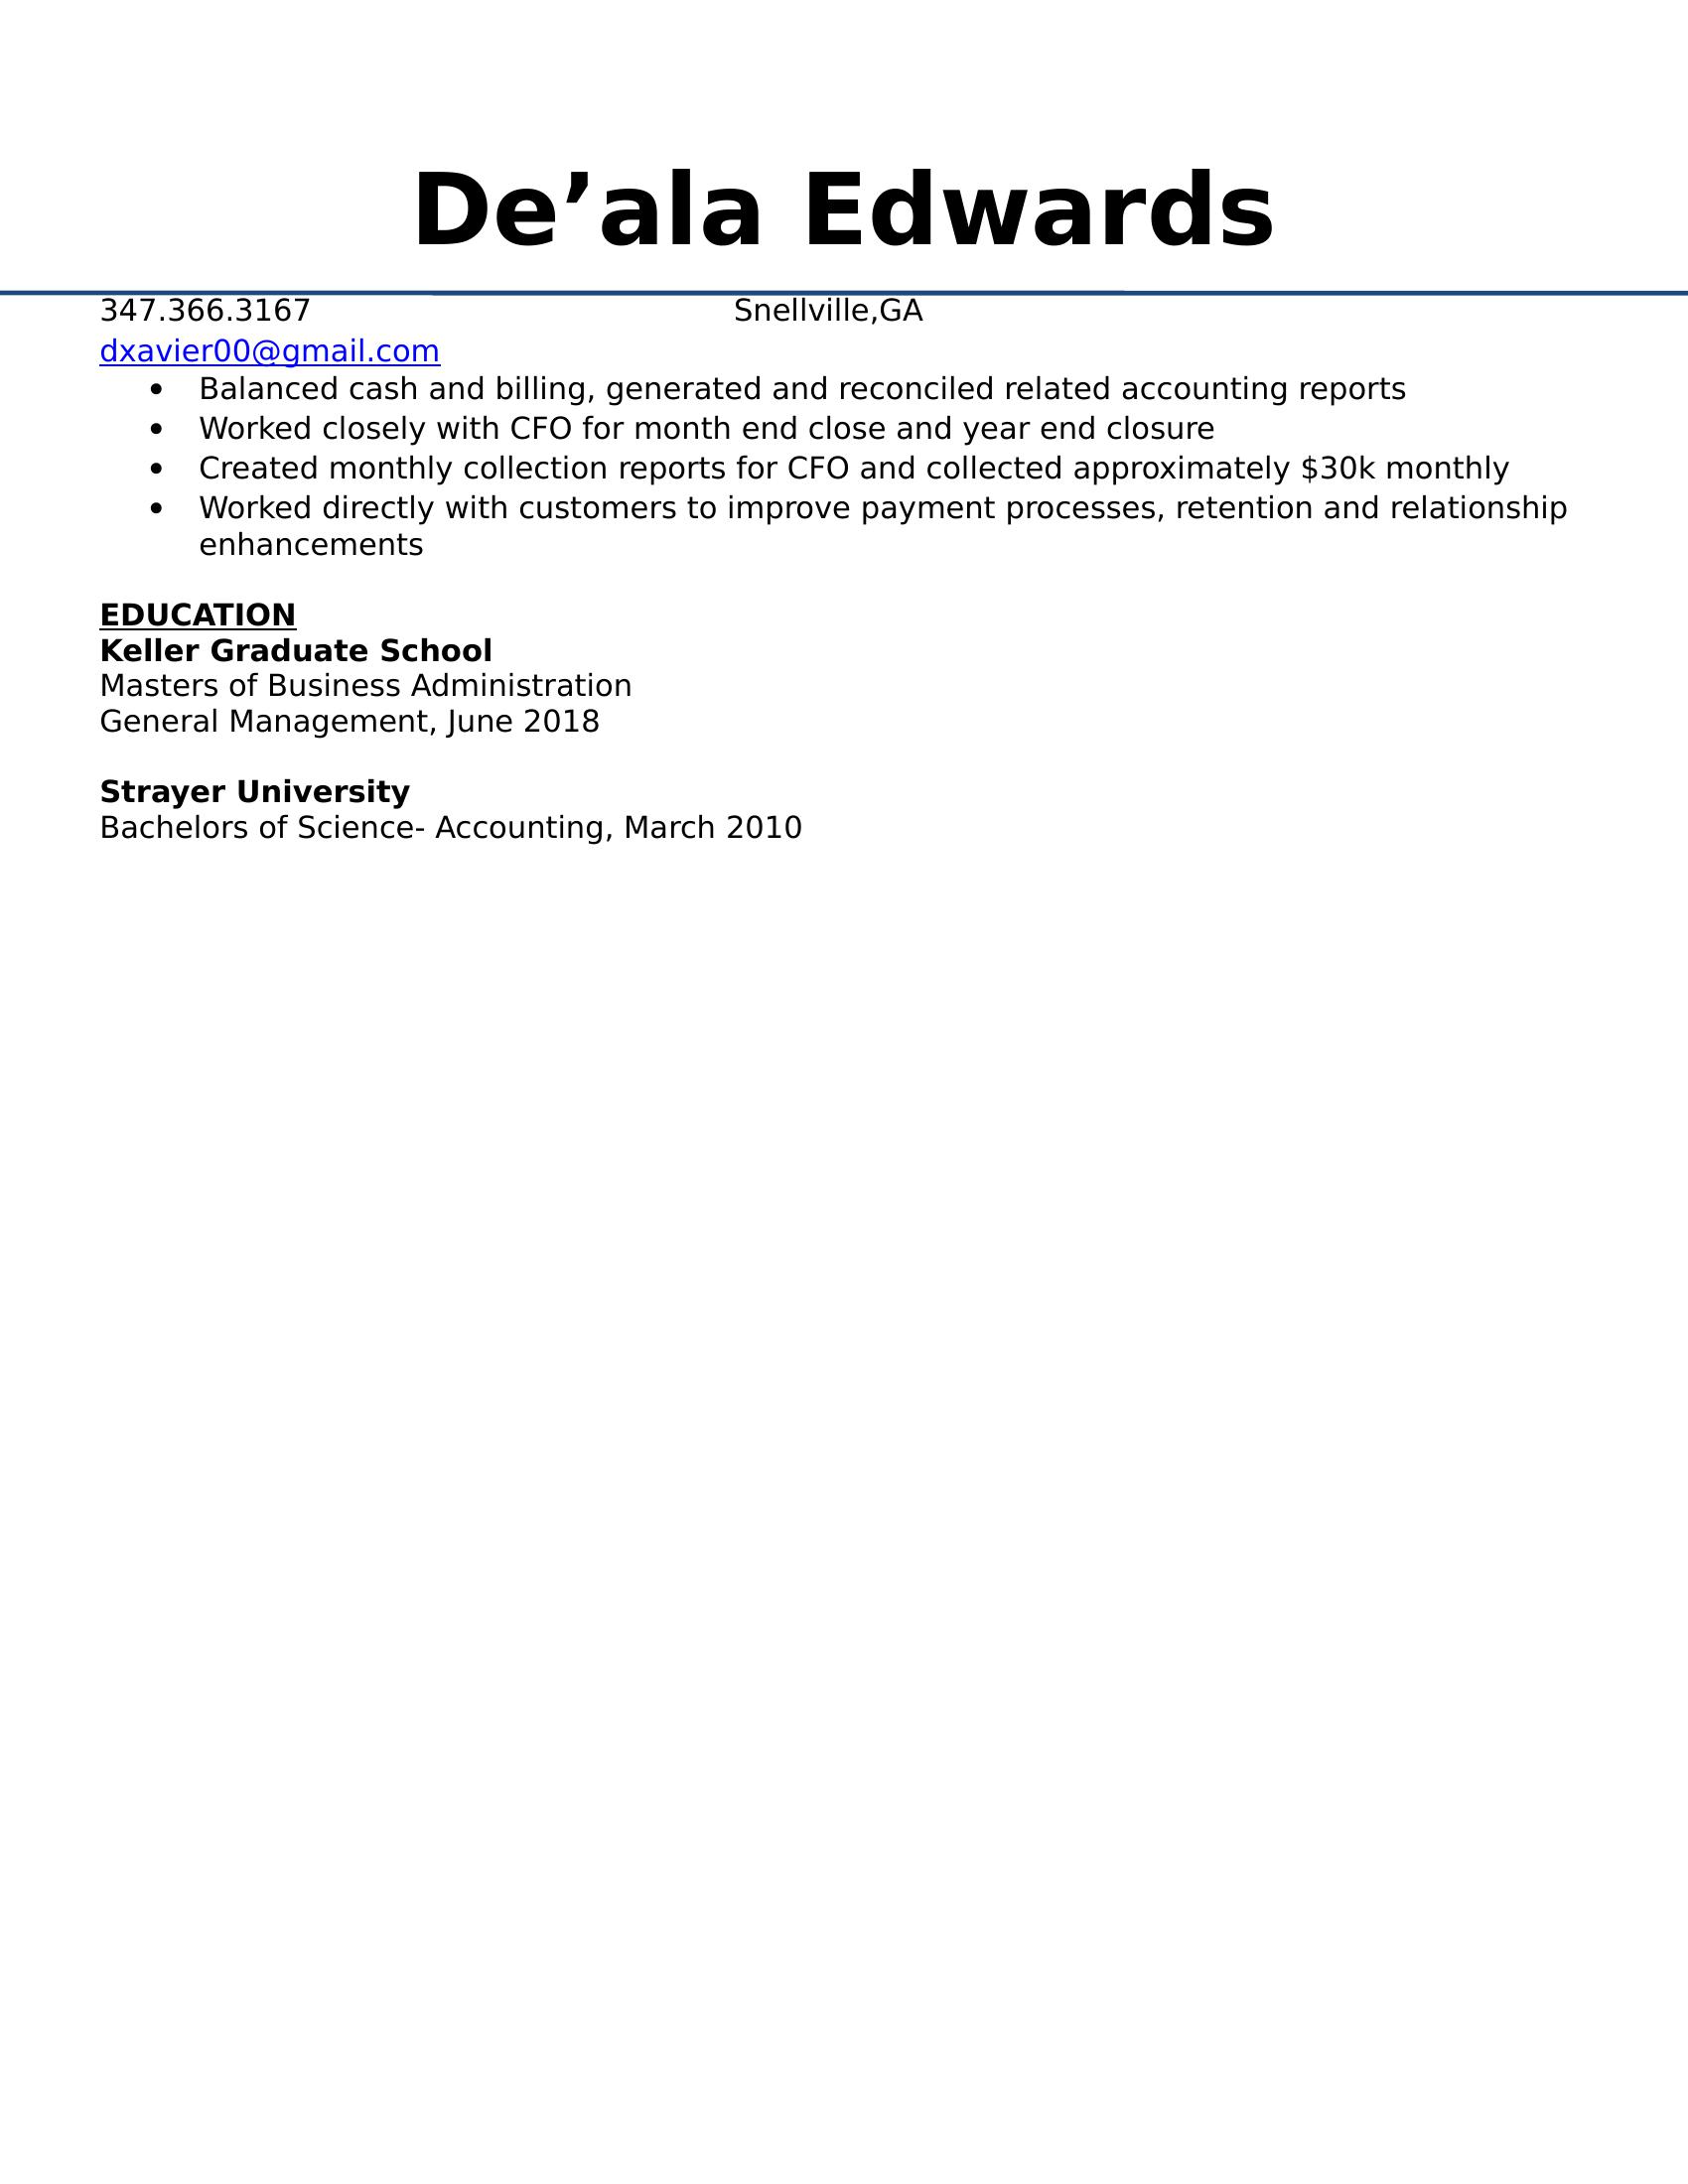 De’ala Edwards
347.366.3167 Snellville,GA
dxavier00@gmail.com
• Balanced cash and billing, generated and reconciled related accounting reports
• Worked closely with CFO for month end close and year end closure
• Created monthly collection reports for CFO and collected approximately $30k monthly
• Worked directly with customers to improve payment processes, retention and relationship
enhancements
EDUCATION
Keller Graduate School
Masters of Business Administration
General Management, June 2018
Strayer University
Bachelors of Science- Accounting, March 2010